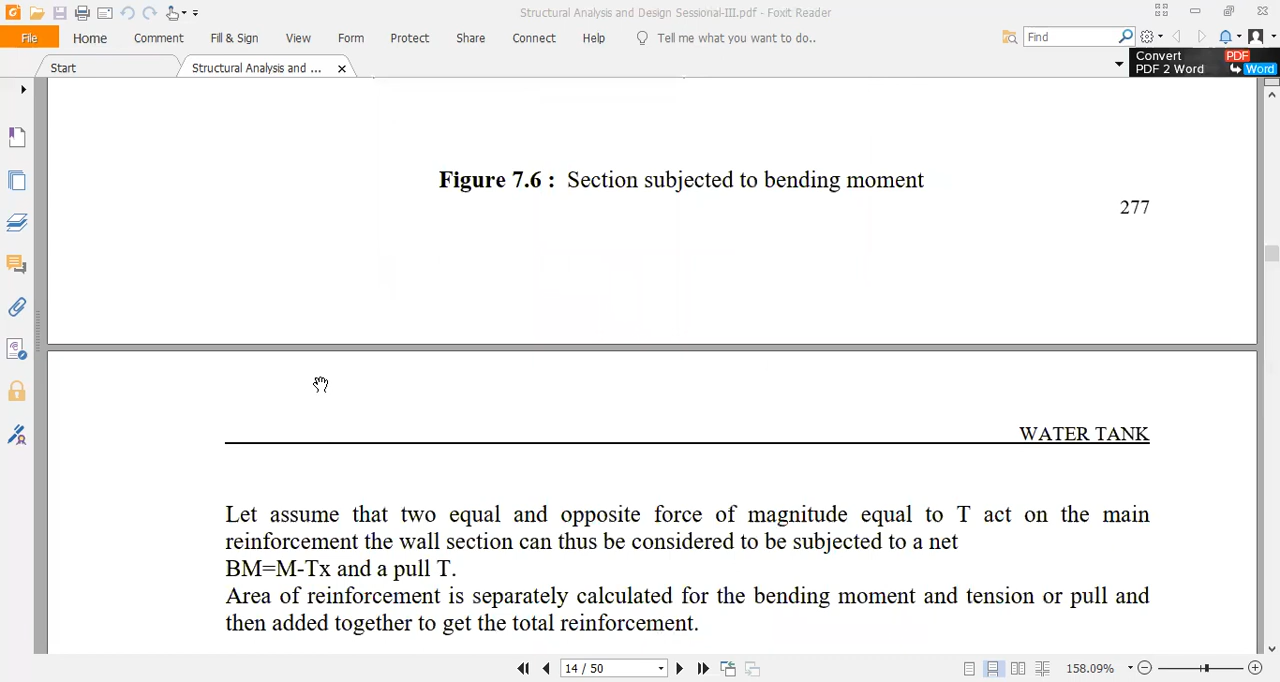 Structural Analysis and Design Sessional-III.pdf - Foxit Reader
File Home Comment Fill & Sign View Form Protect Share Connect Help Tell me what you want to do.. Find
Start Structural Analysis and ... Convert PDF
PDF 2 Word Word
Figure 7.6 : Section subjected to bending moment
277
WATER TANK
Let assume that two equal and opposite force of magnitude equal to T act on the main
reinforcement the wall section can thus be considered to be subjected to a net
BM=M-Tx and a pull T.
Area of reinforcement is separately calculated for the bending moment and tension or pull and
then added together to get the total reinforcement.
14 / 50 158.09%